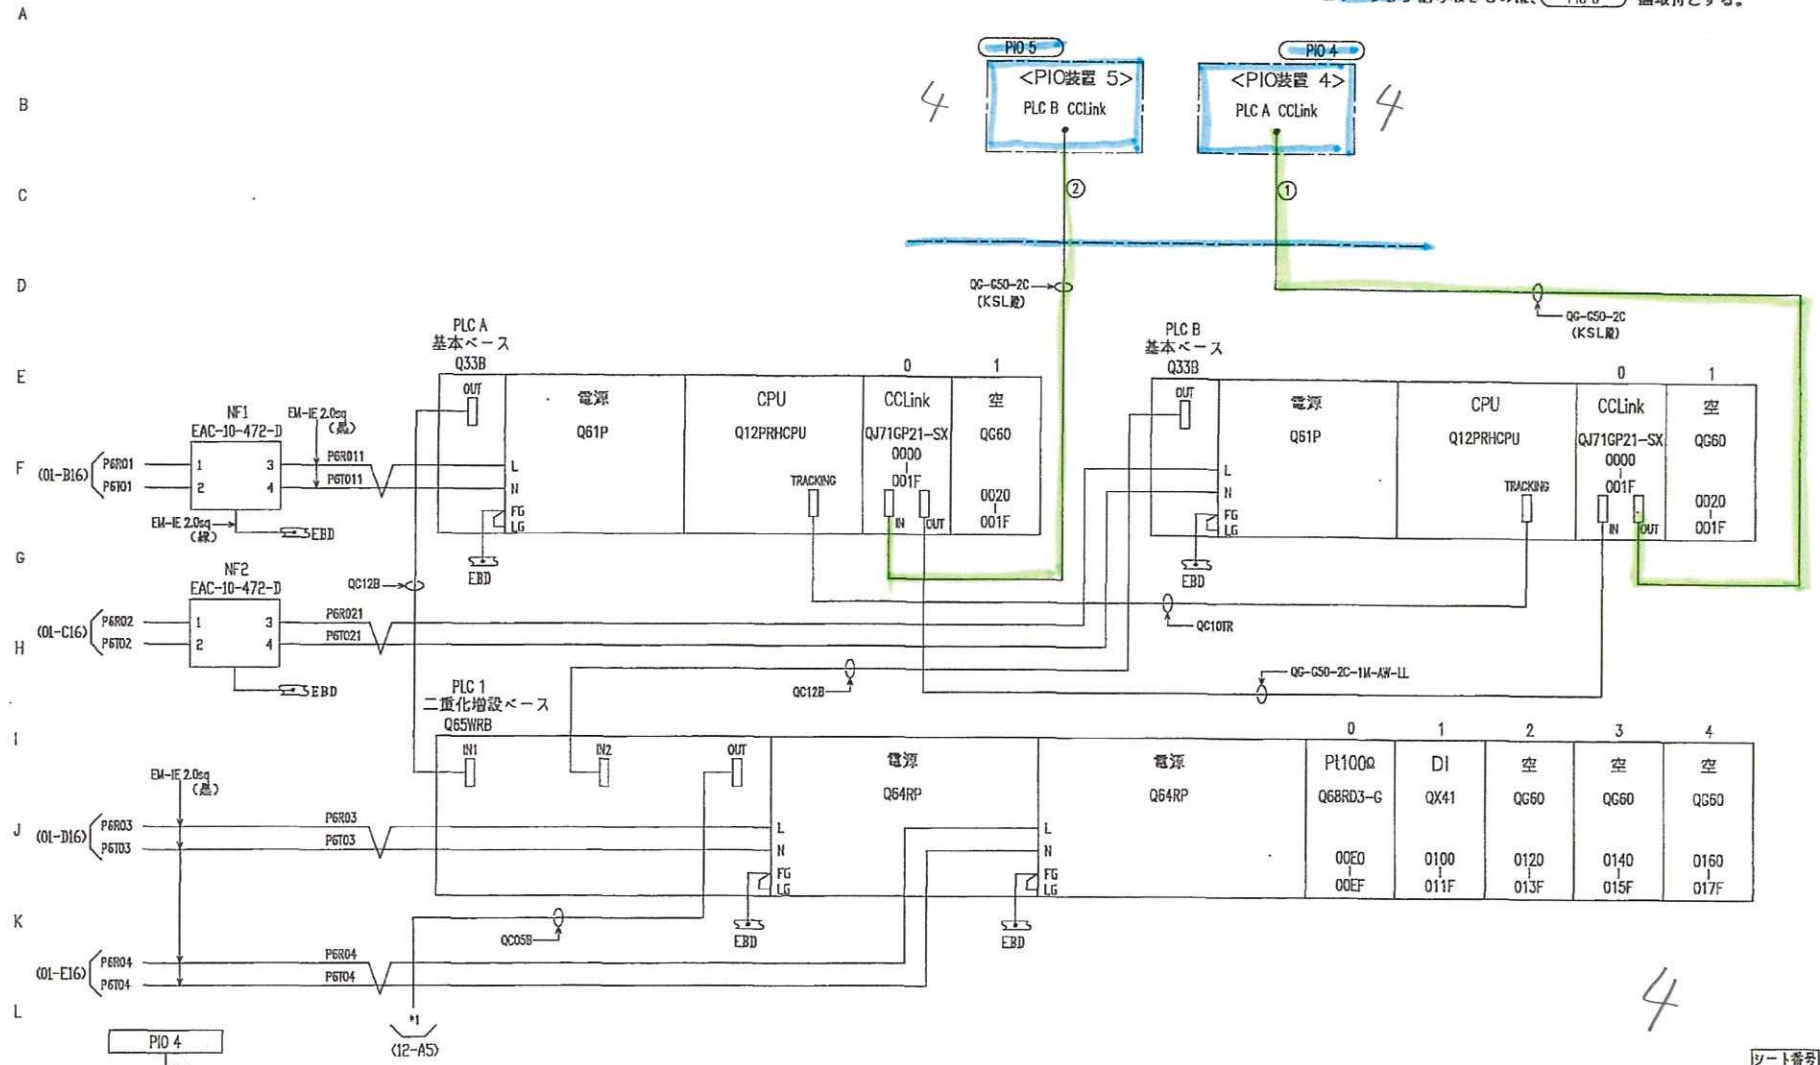 A
PIO 5
PIO 4
B
<PIO装置 5>
PLC B CCLink
<PIO装置 4>
PLC A CCLink
4
4
C
②
①
D
QG-G50-2C
(KSL殿)
QG-G50-2C
(KSL殿)
E
PLC A
基本ベース
Q33B
0
1
PLC B
基本ベース
Q33B
0
1
OUT
電源
Q61P
CPU
Q12PRHCPU
TRACKING
CCLink
QJ71GP21-SX
0000
001F
IN
OUT
空
QG60
0020
001F
OUT
電源
Q61P
CPU
Q12PRHCPU
TRACKING
CCLink
QJ71GP21-SX
0000
001F
IN
OUT
空
QG60
0020
001F
F
NF1
EAC-10-472-D
EM-IE 2.0sq
(黒)
(01-B16)
P6R01
P6T01
1
2
3
4
P6R011
P6T011
L
N
FG
LG
L
N
FG
LG
EM-IE 2.0sq
(緑)
EBD
G
EBD
EBD
QC12B
NF2
EAC-10-472-D
H
(01-C16)
P6R02
P6T02
1
2
3
4
P6R021
P6T021
QC10TR
EBD
QC12B
QG-G50-2C-1M-AW-LL
I
PLC 1
二重化増設ベース
Q65WRB
0
1
2
3
4
IN1
IN2
OUT
電源
Q64RP
電源
Q64RP
Pt100Ω
Q68RD3-G
00E0
00EF
DI
QX41
0100
011F
空
QG60
0120
013F
空
QG60
0140
015F
空
QG60
0160
017F
J
EM-IE 2.0sq
(黒)
(01-D16)
P6R03
P6T03
P6R03
P6T03
L
N
FG
LG
L
N
FG
LG
K
QC05B
EBD
EBD
(01-E16)
P6R04
P6T04
P6R04
P6T04
L
*1
(12-A5)
4
PIO 4
シート番号